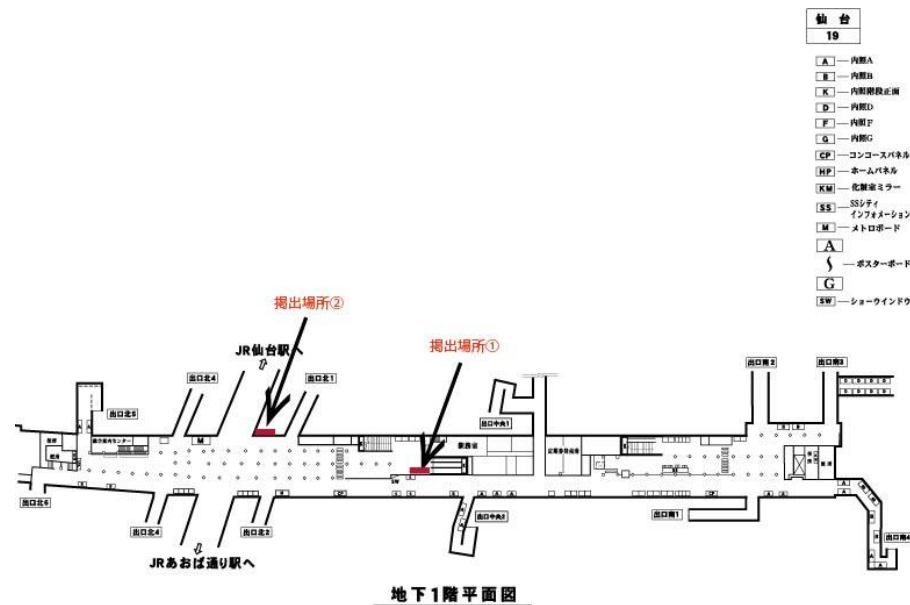 仙台
19
A — 内照A
B — 内照B
K — 内照階段正面
D — 内照D
F — 内照F
G — 内照G
CP — コンコースパネル
HP — ホームパネル
KM — 化粧室ミラー
SS — SSシティ
インフォメーション
M — メトロボード
A
— ポスターボード
G
SW — ショーウインドウ
掲出場所②
掲出場所①
JR仙台駅へ
出口北4
出口北1
出口北5
出口中央1
出口南2
出口南3
M
駅務室
SW
CP
CP
出口北6
出口北4
出口北2
出口中央2
出口南1
出口南4
JRあおば通り駅へ
地下1階平面図